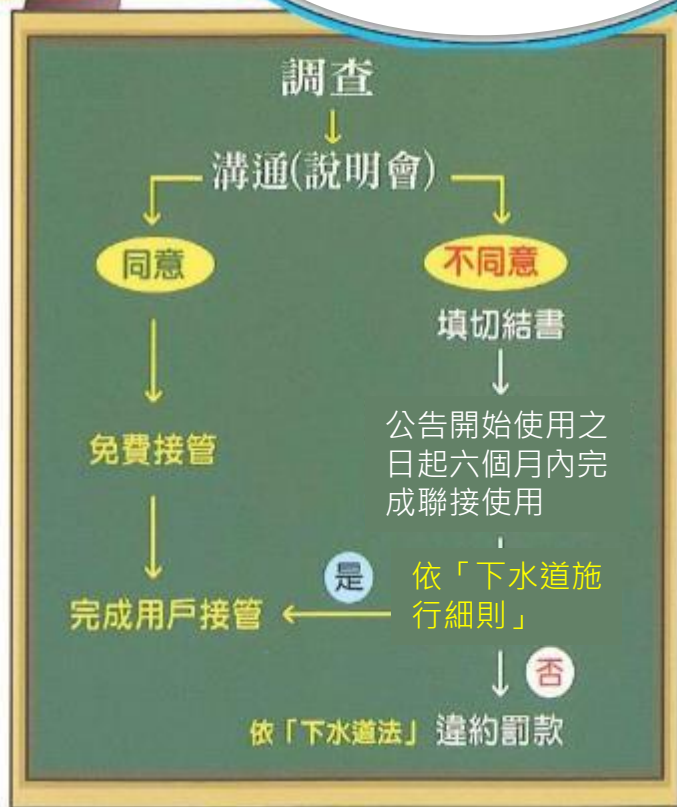 調查
溝通(說明會)
同意
不同意
填切結書
免費接管
公告開始使用之
日起六個月內完
成聯接使用
是
依「下水道施
行細則」
完成用戶接管
否
依「下水道法」違約罰款